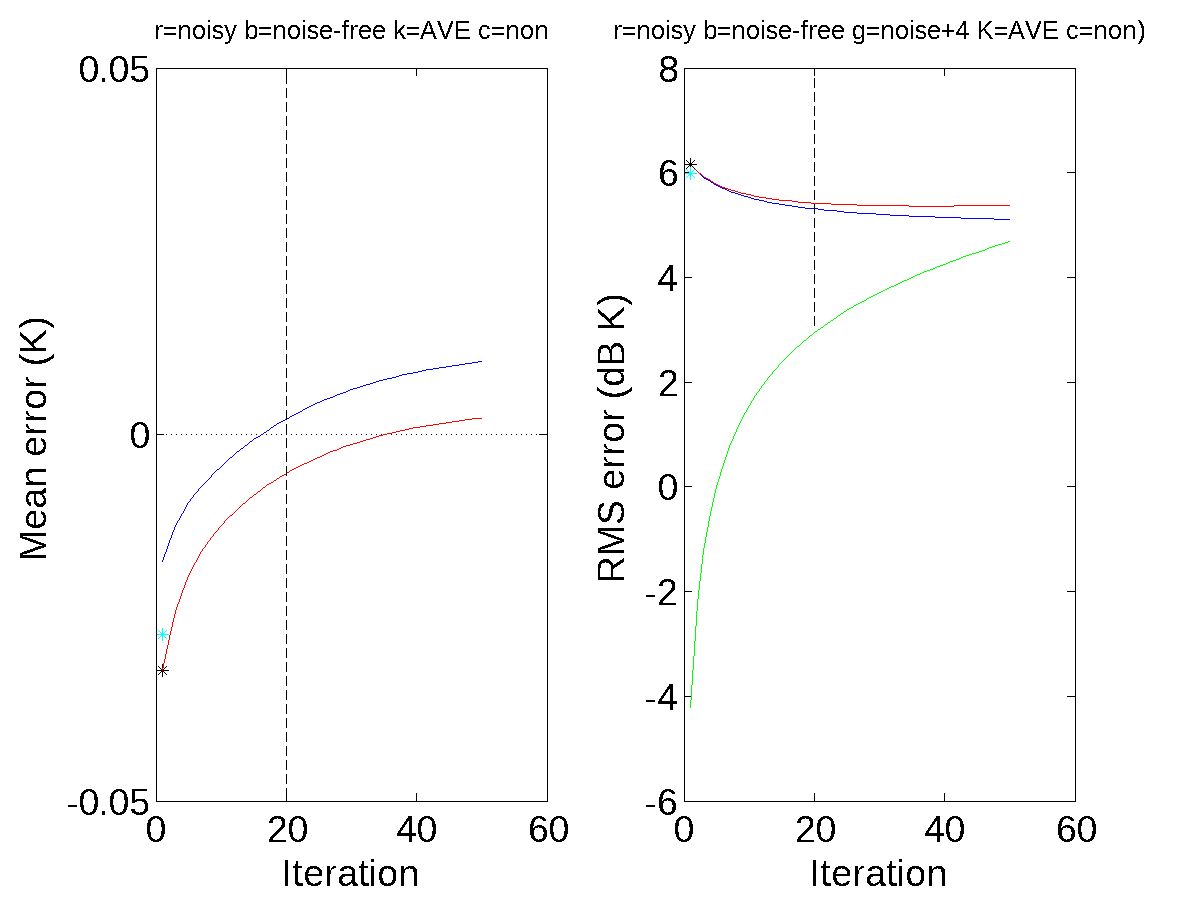 r=noisy b=noise-free k=AVE c=non
0.05
0
-0.05
Mean error (K)
0 20 40 60
Iteration
r=noisy b=noise-free g=noise+4 K=AVE c=non)
8
6
4
2
0
-2
-4
-6
RMS error (dB K)
0 20 40 60
Iteration